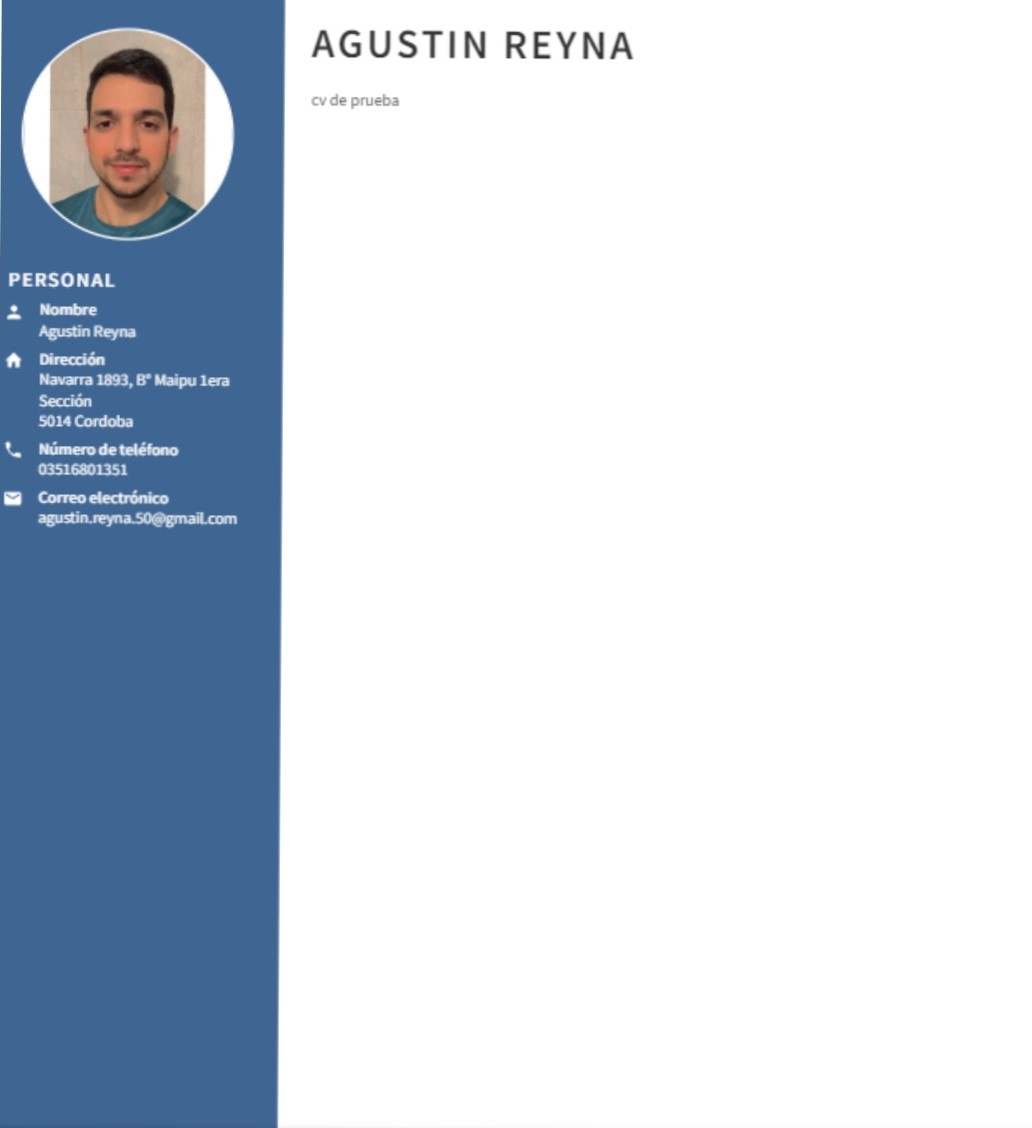 AGUSTIN REYNA
cv de prueba
PERSONAL
Nombre
Agustin Reyna
Dirección
Navarra 1893, B° Maipu 1era
Sección
5014 Cordoba
Número de teléfono
03516801351
Correo electrónico
agustin.reyna.50@gmail.com